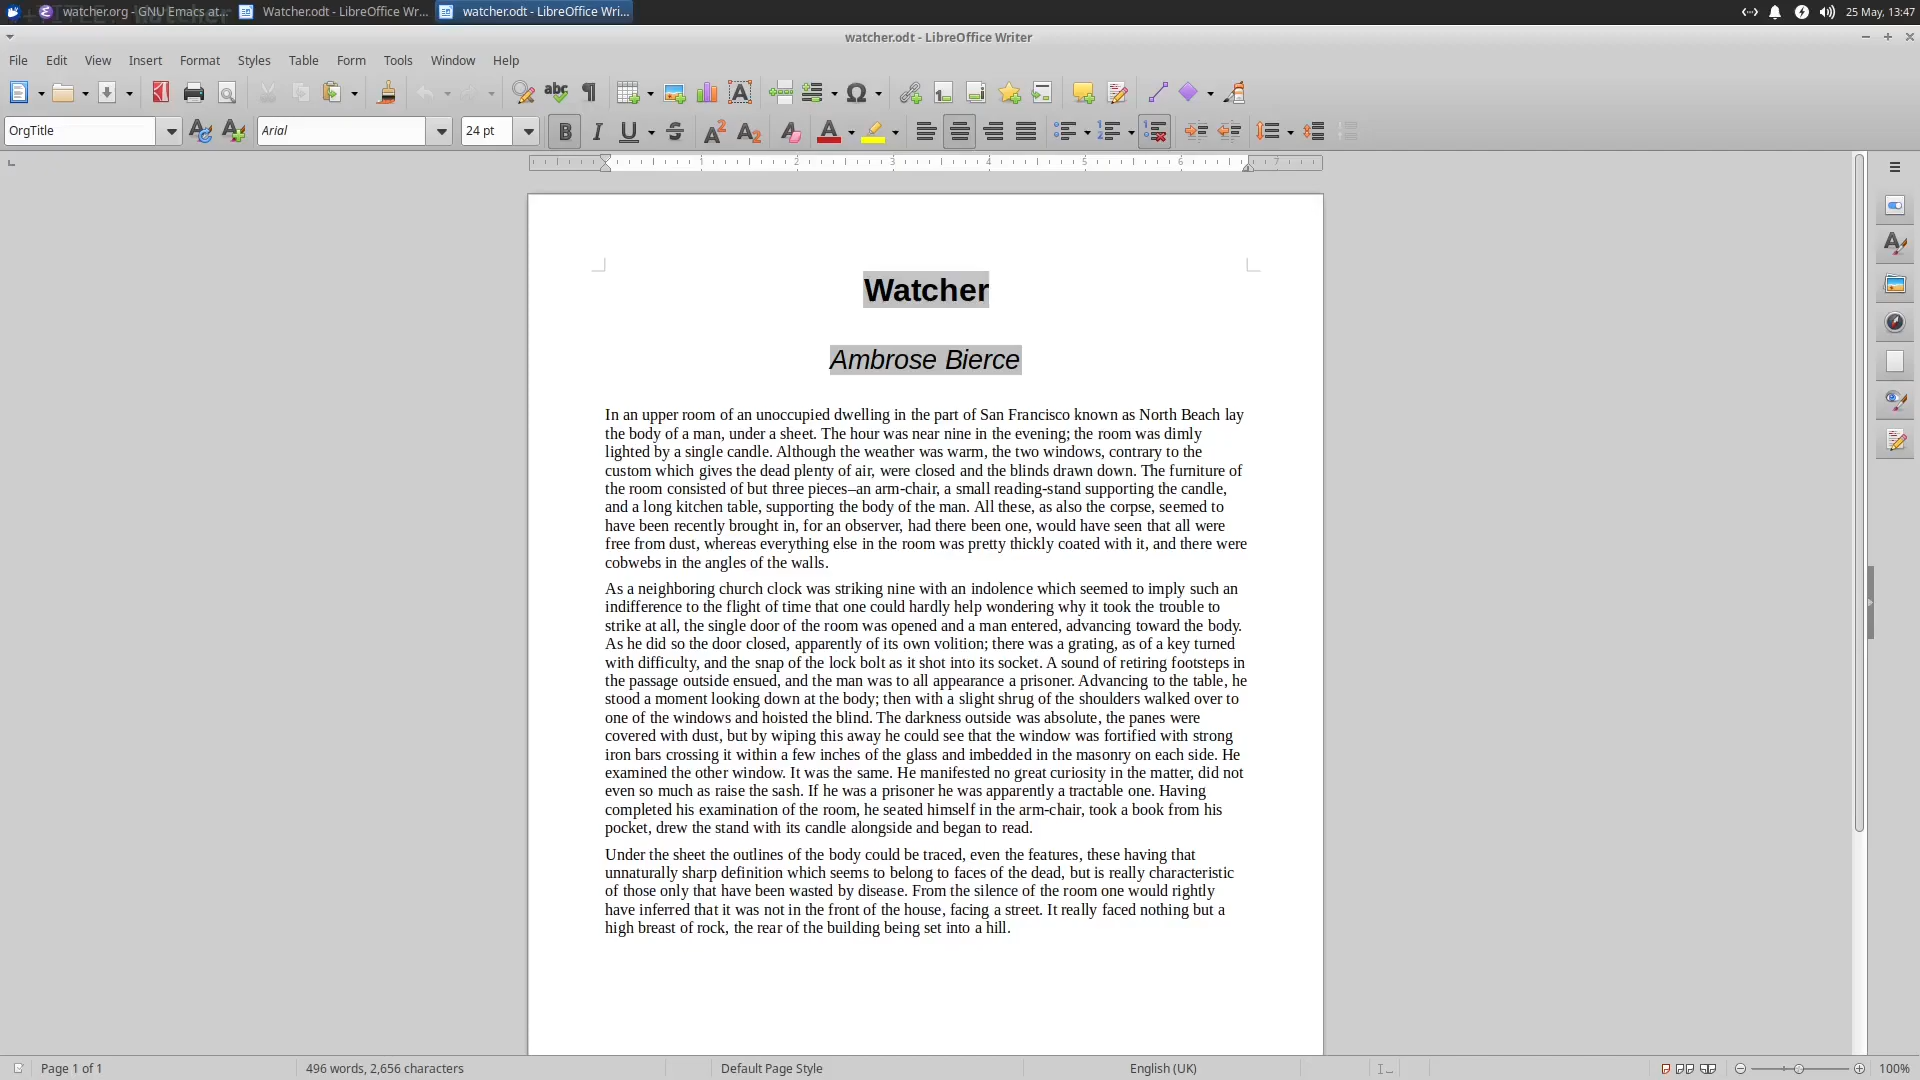 watcher.org - GNU Emacs at...
Watcher.odt - LibreOffice Wr...
watcher.odt - LibreOffice Wri...
25 May, 13:47
watcher.odt - LibreOffice Writer
File Edit View Insert Format Styles Table Form Tools Window Help
OrgTitle
Arial
24 pt
1 2 3 4 5 6 7
Watcher
Ambrose Bierce
In an upper room of an unoccupied dwelling in the part of San Francisco known as North Beach lay
the body of a man, under a sheet. The hour was near nine in the evening; the room was dimly
lighted by a single candle. Although the weather was warm, the two windows, contrary to the
custom which gives the dead plenty of air, were closed and the blinds drawn down. The furniture of
the room consisted of but three pieces–an arm-chair, a small reading-stand supporting the candle,
and a long kitchen table, supporting the body of the man. All these, as also the corpse, seemed to
have been recently brought in, for an observer, had there been one, would have seen that all were
free from dust, whereas everything else in the room was pretty thickly coated with it, and there were
cobwebs in the angles of the walls.
As a neighboring church clock was striking nine with an indolence which seemed to imply such an
indifference to the flight of time that one could hardly help wondering why it took the trouble to
strike at all, the single door of the room was opened and a man entered, advancing toward the body.
As he did so the door closed, apparently of its own volition; there was a grating, as of a key turned
with difficulty, and the snap of the lock bolt as it shot into its socket. A sound of retiring footsteps in
the passage outside ensued, and the man was to all appearance a prisoner. Advancing to the table, he
stood a moment looking down at the body; then with a slight shrug of the shoulders walked over to
one of the windows and hoisted the blind. The darkness outside was absolute, the panes were
covered with dust, but by wiping this away he could see that the window was fortified with strong
iron bars crossing it within a few inches of the glass and imbedded in the masonry on each side. He
examined the other window. It was the same. He manifested no great curiosity in the matter, did not
even so much as raise the sash. If he was a prisoner he was apparently a tractable one. Having
completed his examination of the room, he seated himself in the arm-chair, took a book from his
pocket, drew the stand with its candle alongside and began to read.
Under the sheet the outlines of the body could be traced, even the features, these having that
unnaturally sharp definition which seems to belong to faces of the dead, but is really characteristic
of those only that have been wasted by disease. From the silence of the room one would rightly
have inferred that it was not in the front of the house, facing a street. It really faced nothing but a
high breast of rock, the rear of the building being set into a hill.
Page 1 of 1
496 words, 2,656 characters
Default Page Style
English (UK)
100%